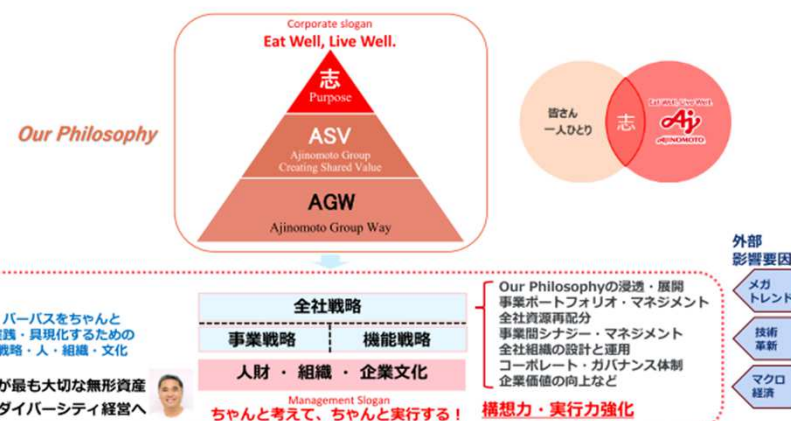 Corporate slogan
Eat Well, Live Well.
志
Purpose
Our Philosophy
ASV
Ajinomoto Group
Creating Shared Value
AGW
Ajinomoto Group Way
皆さん
一人ひとり
志
Eat Well, Live Well.
Aj
AJINOMOTO
外部
影響要因
メガ
トレンド
技術
革新
マクロ
経済
パーパスをちゃんと
実践・具現化するための
戦略・人・組織・文化
が最も大切な無形資産
ダイバーシティ経営へ
全社戦略
事業戦略
機能戦略
人財 ・ 組織 ・ 企業文化
Management Slogan
ちゃんと考えて、ちゃんと実行する！
Our Philosophyの浸透・展開
事業ポートフォリオ・マネジメント
全社資源再配分
事業間シナジー・マネジメント
全社組織の設計と運用
コーポレート・ガバナンス体制
企業価値の向上など
構想力・実行力強化